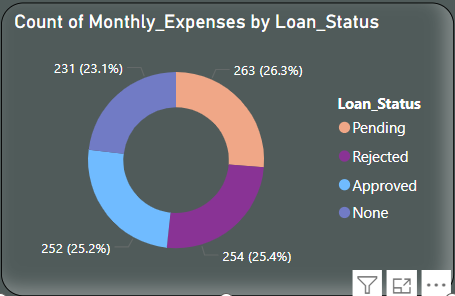 Count of Monthly_Expenses by Loan_Status
231 (23.1%)
263 (26.3%)
Loan_Status
Pending
Rejected
Approved
None
252 (25.2%)
254 (25.4%)